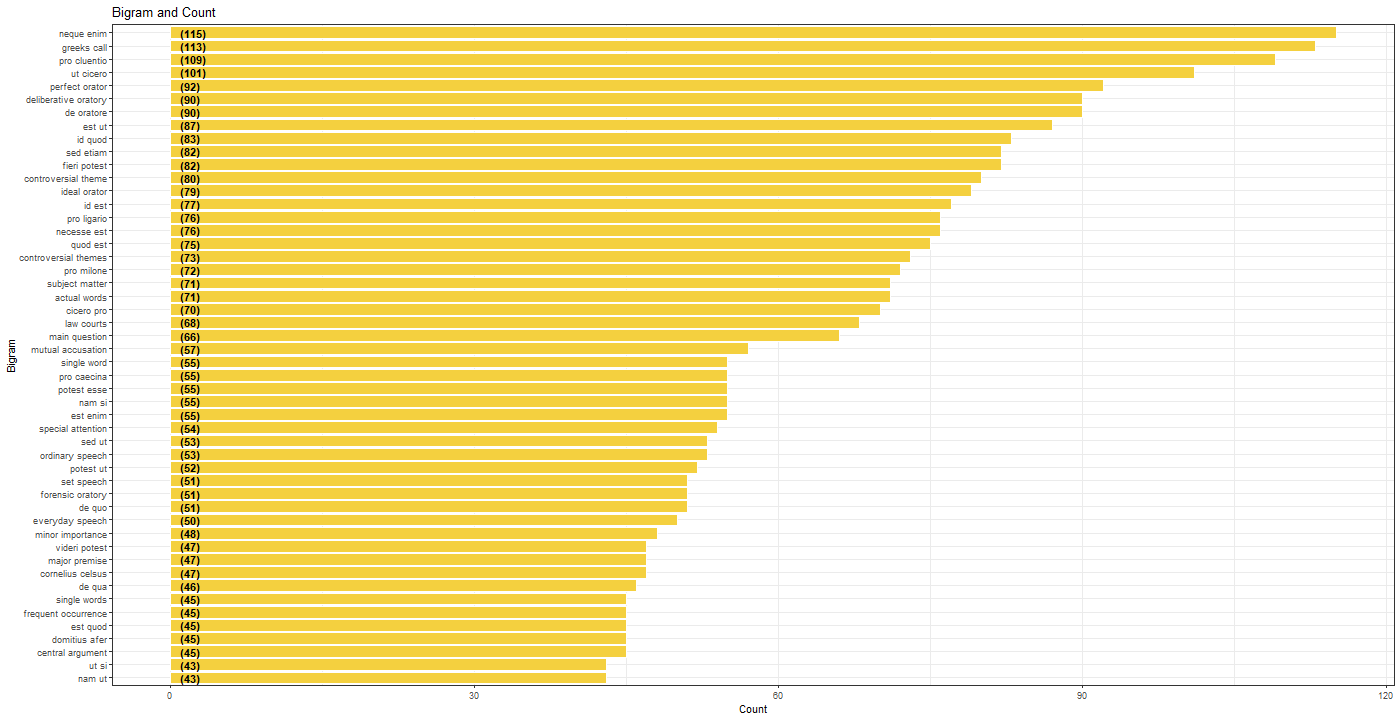 Bigram and Count
neque enim (115)
greeks call (113)
pro cluentio (109)
ut cicero (101)
perfect orator (92)
deliberative oratory (90)
de oratore (90)
est ut (87)
id quod (83)
sed etiam (82)
fieri potest (82)
controversial theme (80)
ideal orator (79)
id est (77)
pro ligario (76)
necesse est (76)
quod est (75)
controversial themes (73)
pro milone (72)
subject matter (71)
actual words (71)
cicero pro (70)
law courts (68)
main question (66)
mutual accusation (57)
single word (55)
pro caecina (55)
potest esse (55)
nam si (55)
est enim (55)
special attention (54)
sed ut (53)
ordinary speech (53)
potest ut (52)
set speech (51)
forensic oratory (51)
de quo (51)
everyday speech (50)
minor importance (48)
videri potest (47)
major premise (47)
cornelius celsus (47)
de qua (46)
single words (45)
frequent occurrence (45)
est quod (45)
domitius afer (45)
central argument (45)
ut si (43)
nam ut (43)
Bigram
0 30 60 90 120
Count